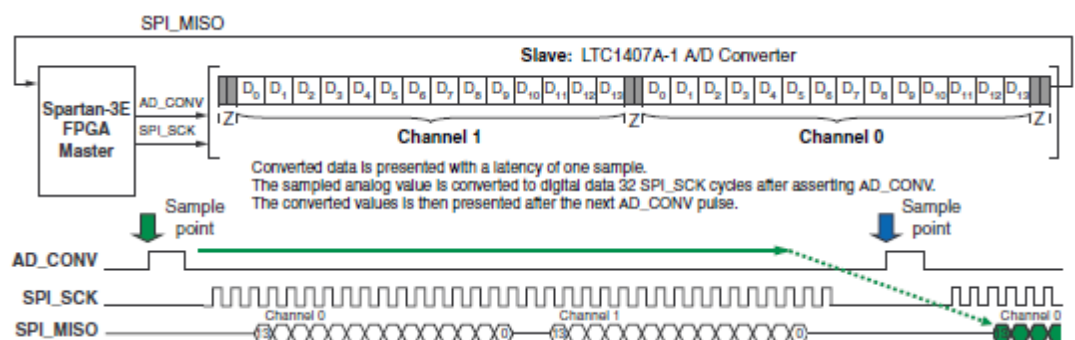 SPI_MISO
Slave: LTC1407A-1 A/D Converter
Spartan-3E
FPGA
Master
AD_CONV
SPI_SCK
D0 D1 D2 D3 D4 D5 D6 D7 D8 D9 D10 D11 D12 D13 D0 D1 D2 D3 D4 D5 D6 D7 D8 D9 D10 D11 D12 D13
Z Z Z
Channel 1 Channel 0
Converted data is presented with a latency of one sample.
The sampled analog value is converted to digital data 32 SPI_SCK cycles after asserting AD_CONV.
The converted values is then presented after the next AD_CONV pulse.
Sample
point
Sample
point
AD_CONV
SPI_SCK
Channel 0 Channel 1 Channel 0
SPI_MISO 13 0 13 0